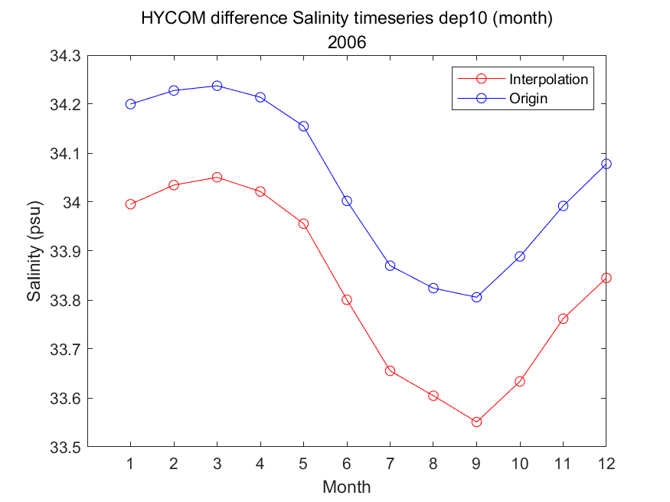 HYCOM difference Salinity timeseries dep10 (month)
2006
34.3
34.2
34.1
34
33.9
33.8
33.7
33.6
33.5
Salinity (psu)
Interpolation
Origin
1 2 3 4 5 6 7 8 9 10 11 12
Month